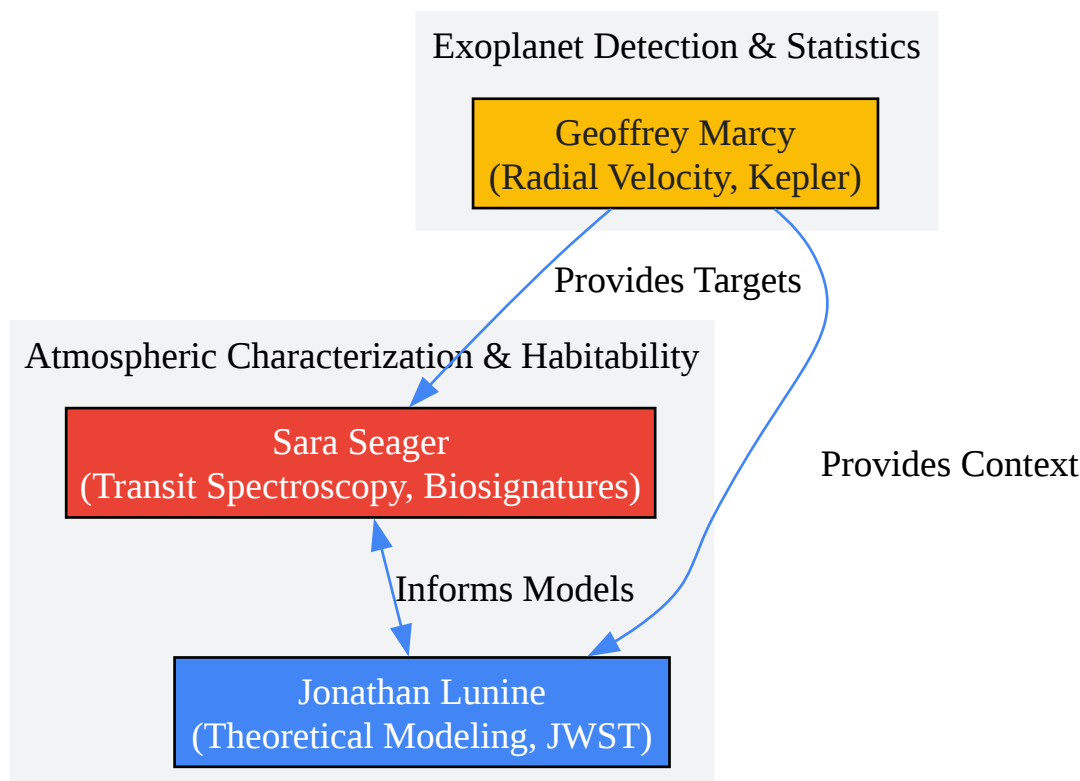 Exoplanet Detection & Statistics
Geoffrey Marcy
(Radial Velocity, Kepler)
Provides Targets
Atmospheric Characterization & Habitability
Sara Seager
(Transit Spectroscopy, Biosignatures)
Provides Context
Informs Models
Jonathan Lunine
(Theoretical Modeling, JWST)